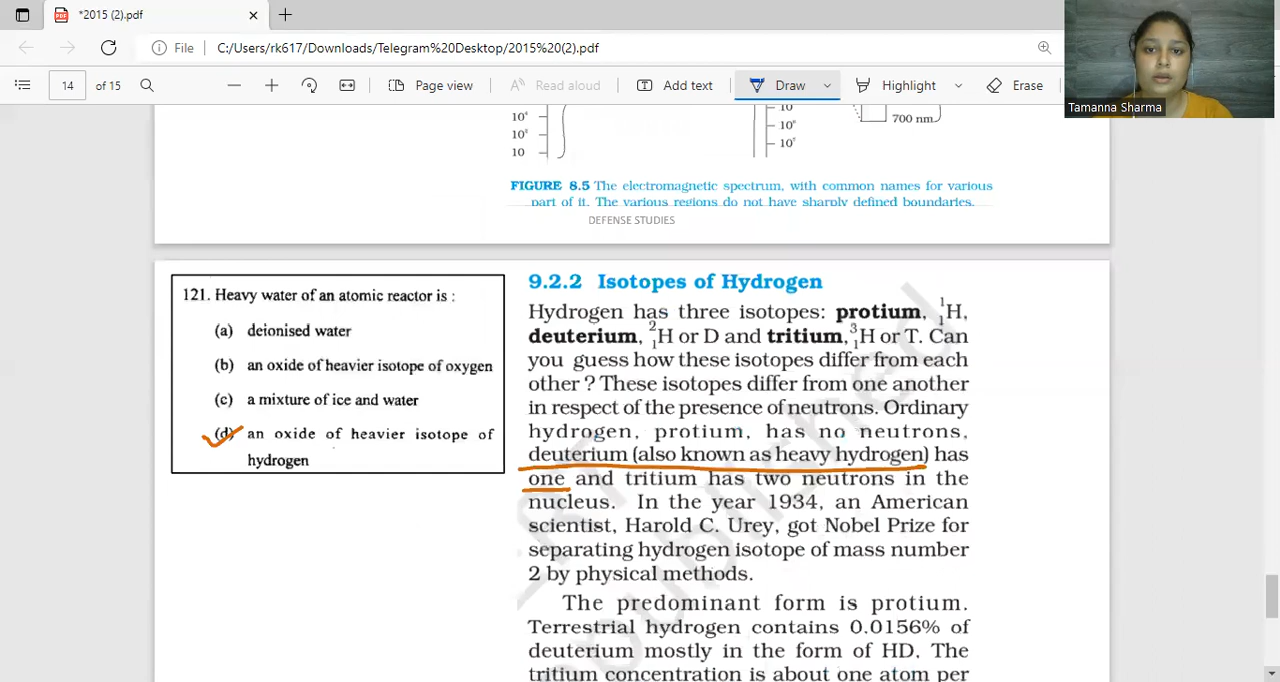 *2015 (2).pdf
File
C:/Users/rk617/Downloads/Telegram%20Desktop/2015%20(2).pdf
14 of 15
Page view
Read aloud
Add text
Draw
Highlight
Erase
Tamanna Sharma
10
700 nm
FIGURE 8.5 The electromagnetic spectrum, with common names for various
part of it. The various regions do not have sharply defined boundaries.
DEFENSE STUDIES
121. Heavy water of an atomic reactor is :
(a) deionised water
(b) an oxide of heavier isotope of oxygen
(c) a mixture of ice and water
(d) an oxide of heavier isotope of
hydrogen
9.2.2 Isotopes of Hydrogen
Hydrogen has three isotopes: protium, ¹₁H,
deuterium, ²₁H or D and tritium, ³₁H or T. Can
you guess how these isotopes differ from each
other ? These isotopes differ from one another
in respect of the presence of neutrons. Ordinary
hydrogen, protium, has no neutrons,
deuterium (also known as heavy hydrogen) has
one and tritium has two neutrons in the
nucleus. In the year 1934, an American
scientist, Harold C. Urey, got Nobel Prize for
separating hydrogen isotope of mass number
2 by physical methods.
The predominant form is protium.
Terrestrial hydrogen contains 0.0156% of
deuterium mostly in the form of HD. The
tritium concentration is about one atom per